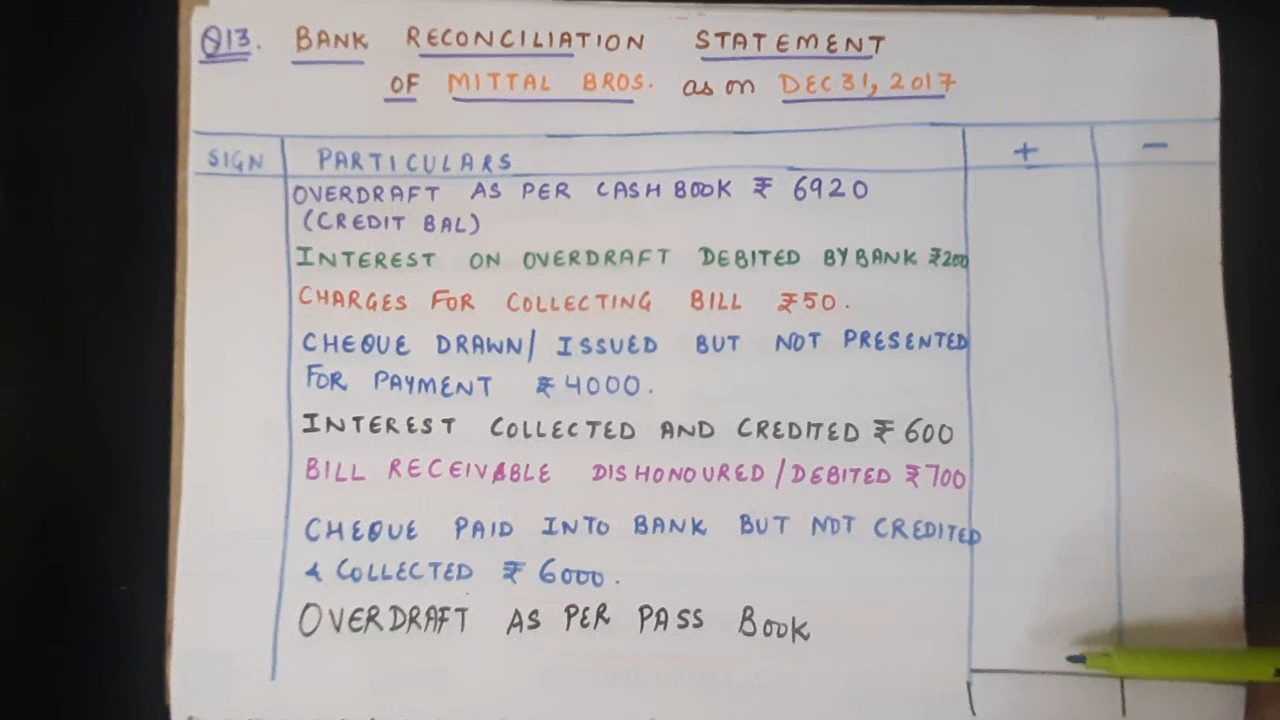 Q13. BANK RECONCILIATION STATEMENT
OF MITTAL BROS. as on DEC 31, 2017
SIGN PARTICULARS + -
OVERDRAFT AS PER CASH BOOK ₹ 6920
(CREDIT BAL)
INTEREST ON OVERDRAFT DEBITED BY BANK ₹200
CHARGES FOR COLLECTING BILL ₹50.
CHEQUE DRAWN/ ISSUED BUT NOT PRESENTED
FOR PAYMENT ₹4000.
INTEREST COLLECTED AND CREDITED ₹ 600
BILL RECEIVABLE DISHONOURED /DEBITED ₹700
CHEQUE PAID INTO BANK BUT NOT CREDITED
& COLLECTED ₹ 6000.
OVERDRAFT AS PER PASS BOOK